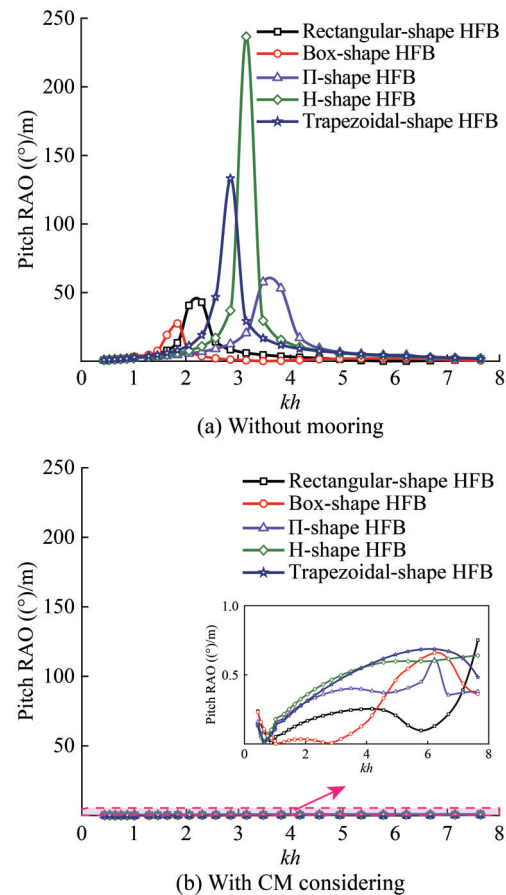 250
200
150
100
50
Pitch RAO ((°)/m)
Rectangular-shape HFB
Box-shape HFB
Π-shape HFB
H-shape HFB
Trapezoidal-shape HFB
0 1 2 3 4 5 6 7 8
kh
(a) Without mooring
250
200
150
100
50
Pitch RAO ((°)/m)
Rectangular-shape HFB
Box-shape HFB
Π-shape HFB
H-shape HFB
Trapezoidal-shape HFB
1.0
0.5
Pitch RAO ((°)/m)
0 2 4 6 8
kh
0 1 2 3 4 5 6 7 8
kh
(b) With CM considering